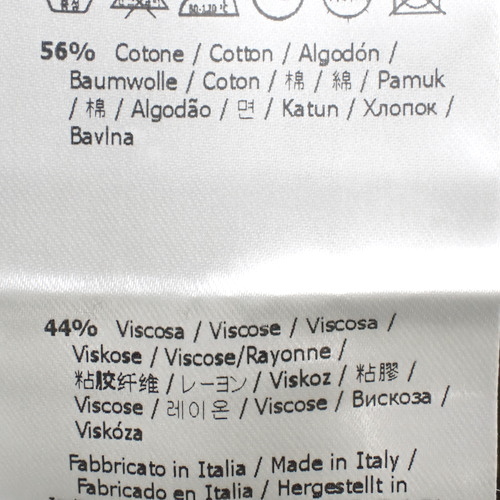 56% Cotone / Cotton / Algodón /
Baumwolle / Coton / 棉 / 綿 / Pamuk
/ 棉 / Algodão / 면 / Katun / Хлопок /
Bavlna
44% Viscosa / Viscose / Viscosa /
Viskose / Viscose/Rayonne /
粘胶纤维 / レーヨン / Viskoz / 粘膠 /
Viscose / 레이온 / Viscose / Вискоза /
Viskóza
Fabbricato in Italia / Made in Italy /
Fabricado en Italia / Hergestellt in